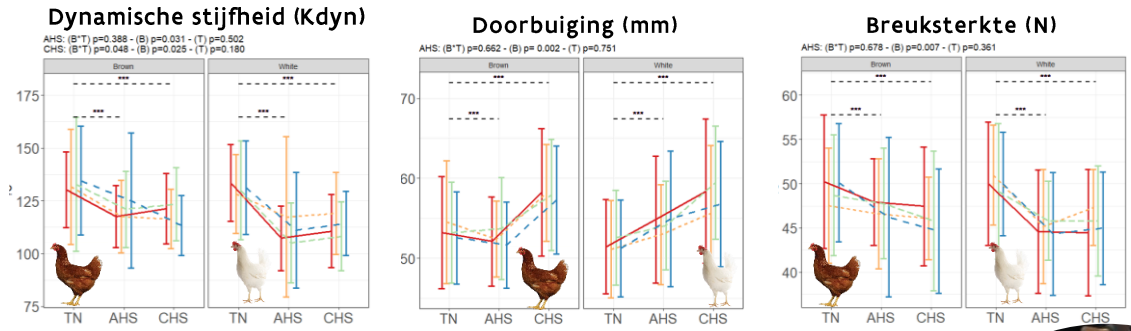 Dynamische stijfheid (Kdyn)
AHS: (B*T) p=0.388 - (B) p=0.031 - (T) p=0.502
CHS: (B*T) p=0.048 - (B) p=0.025 - (T) p=0.180
Brown
White
***
***
***
***
175
150
125
100
75
TN
AHS
CHS
TN
AHS
CHS
Doorbuiging (mm)
AHS: (B*T) p=0.662 - (B) p= 0.002 - (T) p=0.751
Brown
White
***
***
***
***
70
60
50
TN
AHS
CHS
TN
AHS
CHS
Breuksterkte (N)
AHS: (B*T) p=0.678 - (B) p=0.007 - (T) p=0.361
Brown
White
***
***
***
***
60
55
50
45
40
TN
AHS
CHS
TN
AHS
CHS